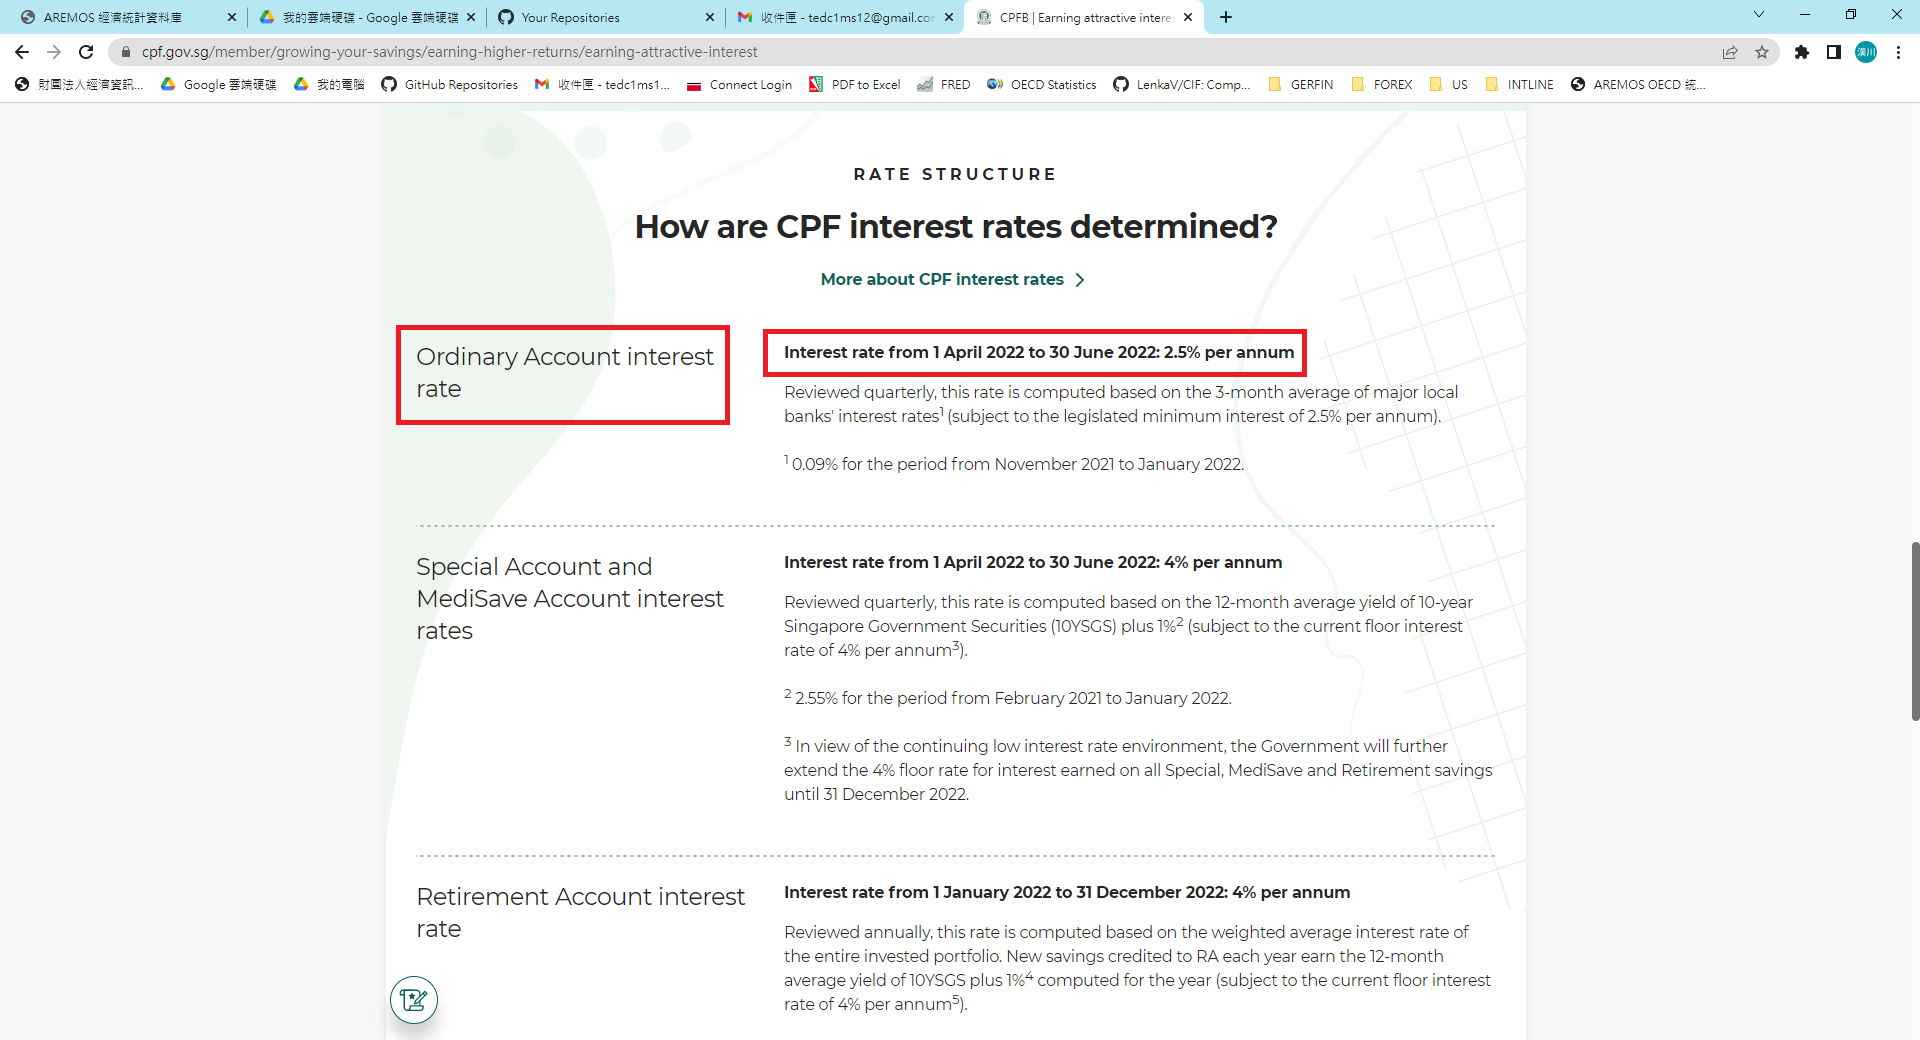 AREMOS 經濟統計資料庫
我的雲端硬碟 - Google 雲端硬碟
Your Repositories
收件匣 - tedc1ms12@gmail.co
CPFB | Earning attractive intere
cpf.gov.sg/member/growing-your-savings/earning-higher-returns/earning-attractive-interest
漢川
財團法人經濟資訊...
Google 雲端硬碟
我的電腦
GitHub Repositories
收件匣 - tedc1ms1...
Connect Login
PDF to Excel
FRED
OECD Statistics
LenkaV/CIF: Comp...
GERFIN
FOREX
US
INTLINE
AREMOS OECD 統...
RATE STRUCTURE
How are CPF interest rates determined?
More about CPF interest rates
Ordinary Account interest
rate
Interest rate from 1 April 2022 to 30 June 2022: 2.5% per annum
Reviewed quarterly, this rate is computed based on the 3-month average of major local
banks' interest rates1 (subject to the legislated minimum interest of 2.5% per annum).
1 0.09% for the period from November 2021 to January 2022.
Special Account and
MediSave Account interest
rates
Interest rate from 1 April 2022 to 30 June 2022: 4% per annum
Reviewed quarterly, this rate is computed based on the 12-month average yield of 10-year
Singapore Government Securities (10YSGS) plus 1%2 (subject to the current floor interest
rate of 4% per annum3).
2 2.55% for the period from February 2021 to January 2022.
3 In view of the continuing low interest rate environment, the Government will further
extend the 4% floor rate for interest earned on all Special, MediSave and Retirement savings
until 31 December 2022.
Retirement Account interest
rate
Interest rate from 1 January 2022 to 31 December 2022: 4% per annum
Reviewed annually, this rate is computed based on the weighted average interest rate of
the entire invested portfolio. New savings credited to RA each year earn the 12-month
average yield of 10YSGS plus 1%4 computed for the year (subject to the current floor interest
rate of 4% per annum5).